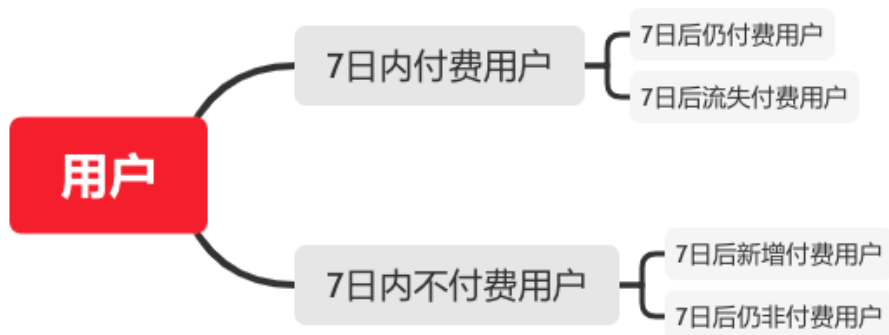 用户
7日内付费用户
7日后仍付费用户
7日后流失付费用户
7日内不付费用户
7日后新增付费用户
7日后仍非付费用户